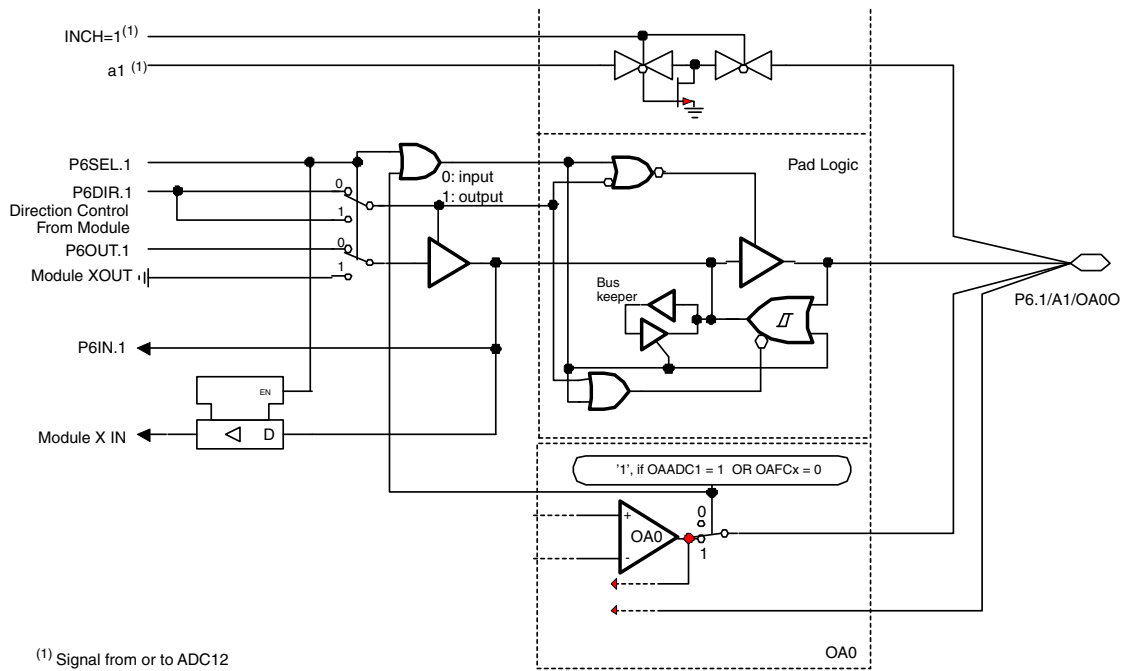 INCH=1(1)
a1 (1)
P6SEL.1
0: input
1: output
Pad Logic
P6DIR.1
0
Direction Control
From Module
1
P6OUT.1
0
Module XOUT
1
Bus
keeper
P6.1/A1/OA0O
P6IN.1
EN
Module X IN
D
'1', if OAADC1 = 1 OR OAFCx = 0
0
+
OA0
-
1
(1) Signal from or to ADC12
OA0